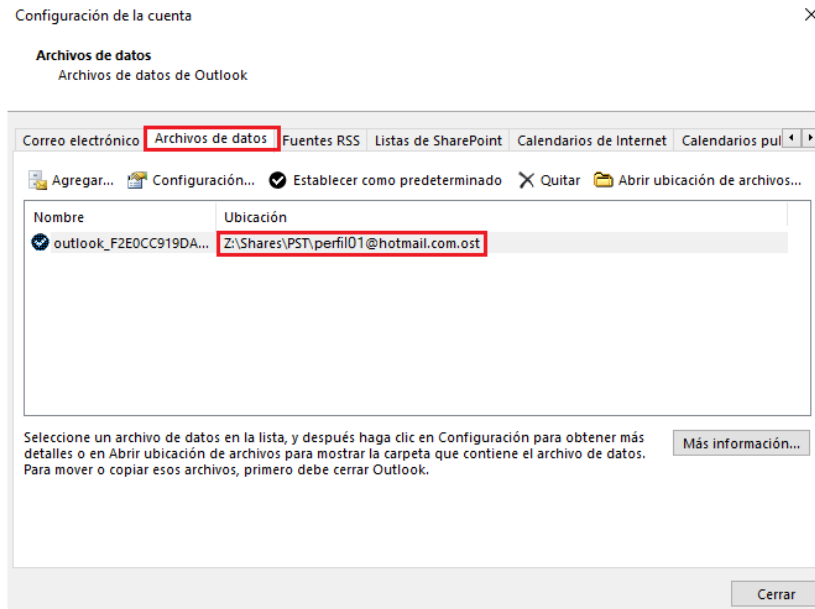 Configuración de la cuenta
Archivos de datos
Archivos de datos de Outlook
Correo electrónico Archivos de datos Fuentes RSS Listas de SharePoint Calendarios de Internet Calendarios pul
Agregar... Configuración... Establecer como predeterminado Quitar Abrir ubicación de archivos...
Nombre Ubicación
outlook_F2E0CC919DA... Z:\Shares\PST\perfil01@hotmail.com.ost
Seleccione un archivo de datos en la lista, y después haga clic en Configuración para obtener más
detalles o en Abrir ubicación de archivos para mostrar la carpeta que contiene el archivo de datos.
Para mover o copiar esos archivos, primero debe cerrar Outlook.
Más información...
Cerrar